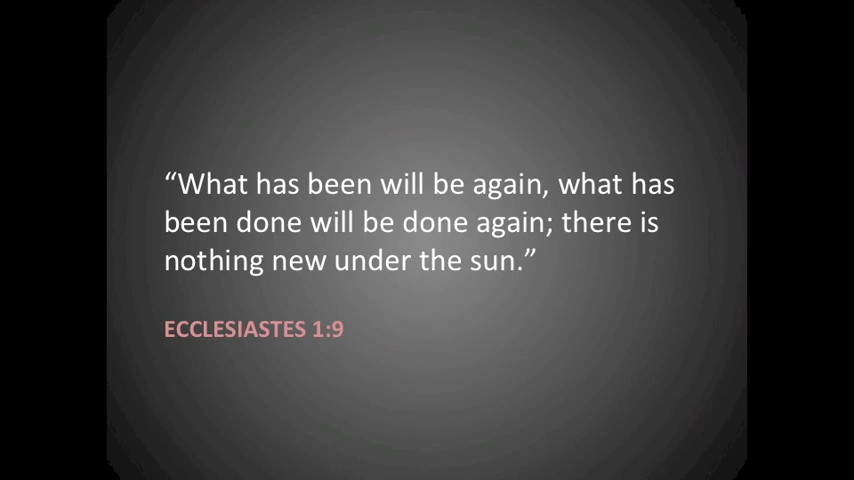 “What has been will be again, what has
been done will be done again; there is
nothing new under the sun.”
ECCLESIASTES 1:9